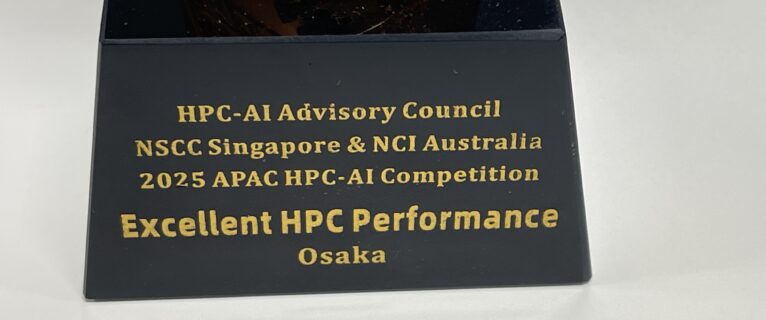 HPC-AI Advisory Council
NSCC Singapore & NCI Australia
2025 APAC HPC-AI Competition
Excellent HPC Performance
Osaka